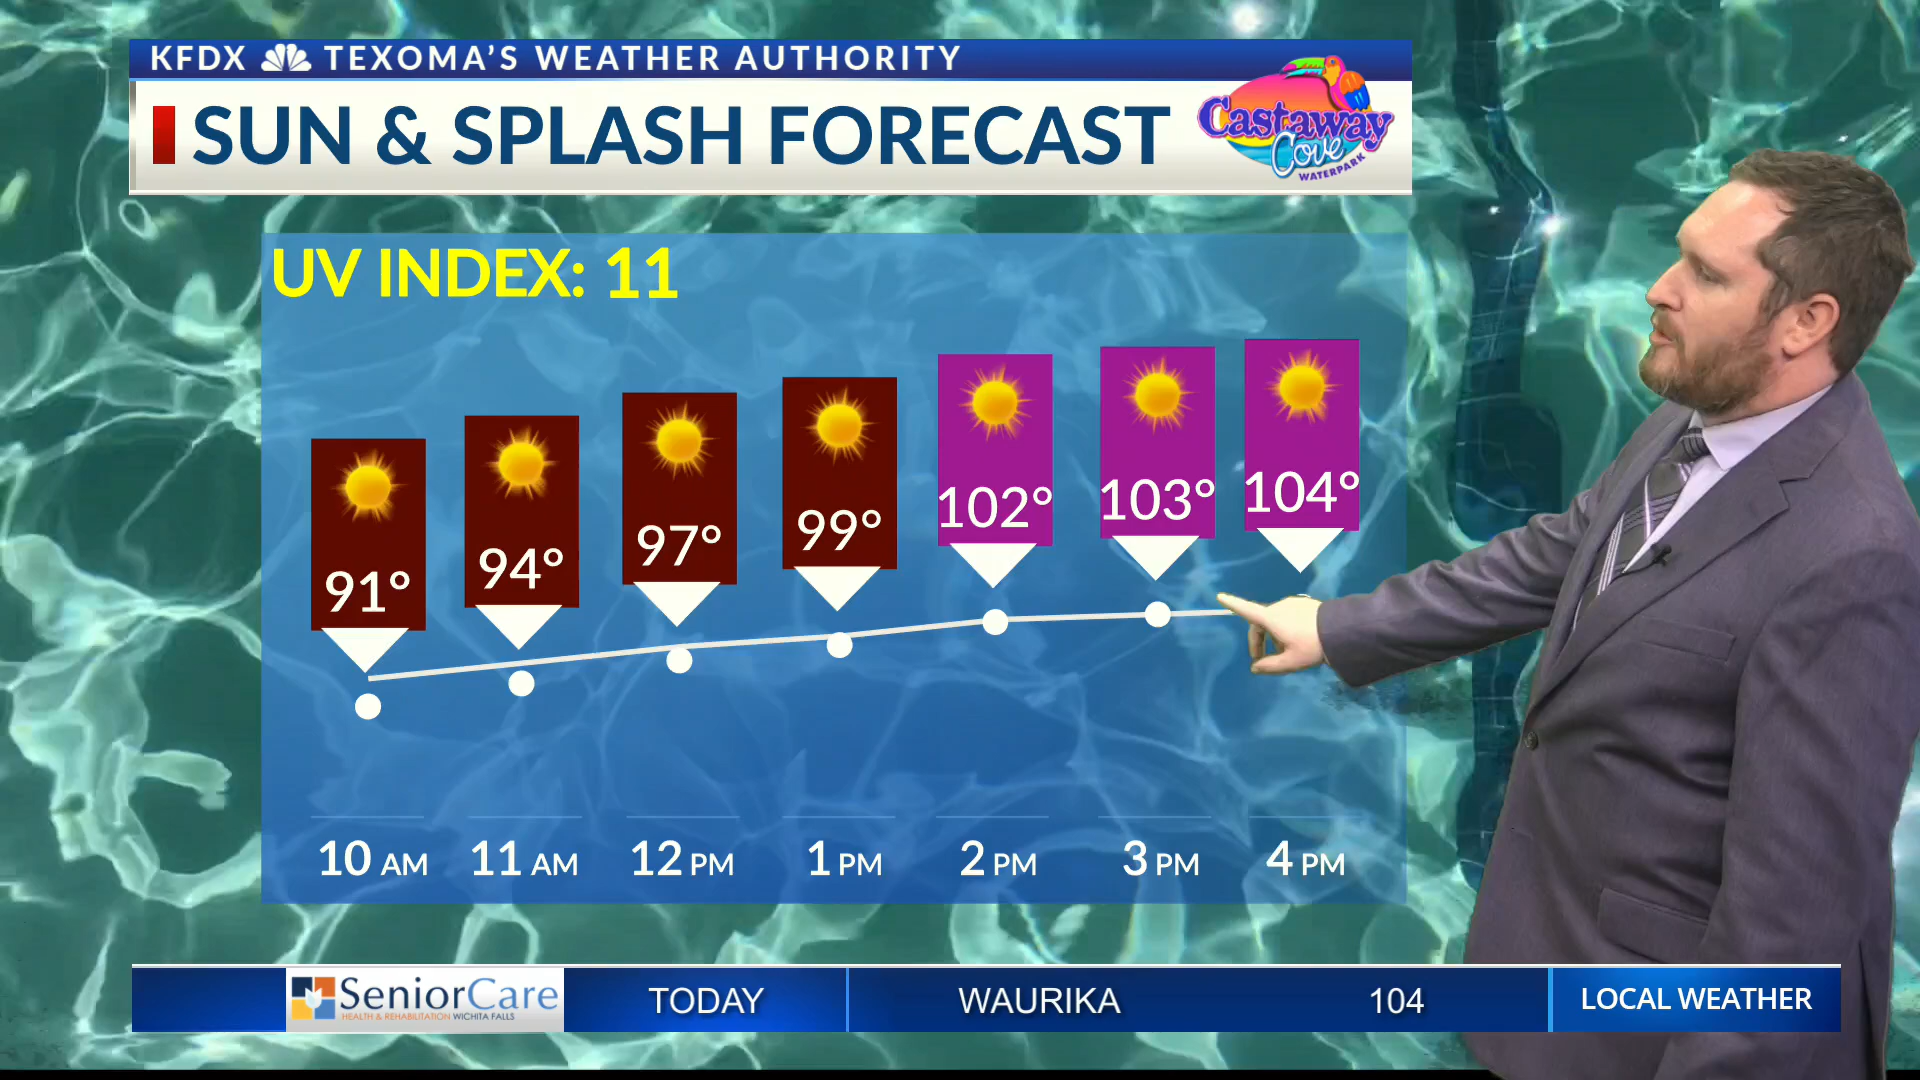 KFDX TEXOMA'S WEATHER AUTHORITY
SUN & SPLASH FORECAST
Castaway
Cove
WATERPARK
UV INDEX: 11
91° 94° 97° 99° 102° 103° 104°
10 AM 11 AM 12 PM 1 PM 2 PM 3 PM 4 PM
SeniorCare
HEALTH & REHABILITATION WICHITA FALLS
TODAY WAURIKA 104 LOCAL WEATHER